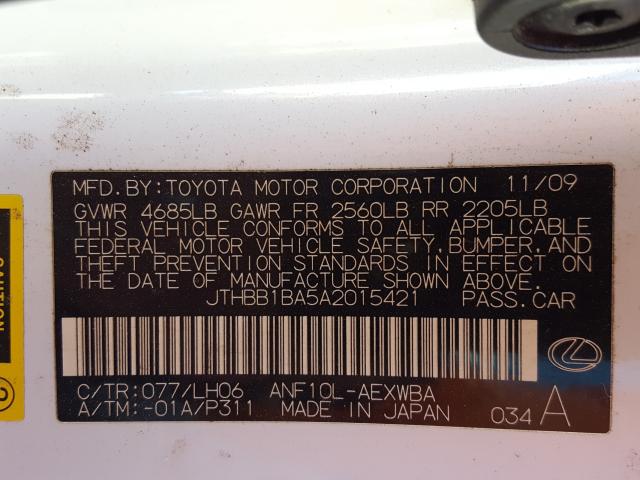 MFD.BY:TOYOTA MOTOR CORPORATION 11/09
GVWR 4685LB GAWR FR 2560LB RR 2205LB
THIS VEHICLE CONFORMS TO ALL APPLICABLE
FEDERAL MOTOR VEHICLE SAFETY,BUMPER,AND
THEFT PREVENTION STANDARDS IN EFFECT ON
THE DATE OF MANUFACTURE SHOWN ABOVE.
JTHBB1BA5A2015421 PASS.CAR
C/TR:077/LH06 ANF10L-AEXWBA
A/TM:-01A/P311 MADE IN JAPAN 034 A
CAUTION